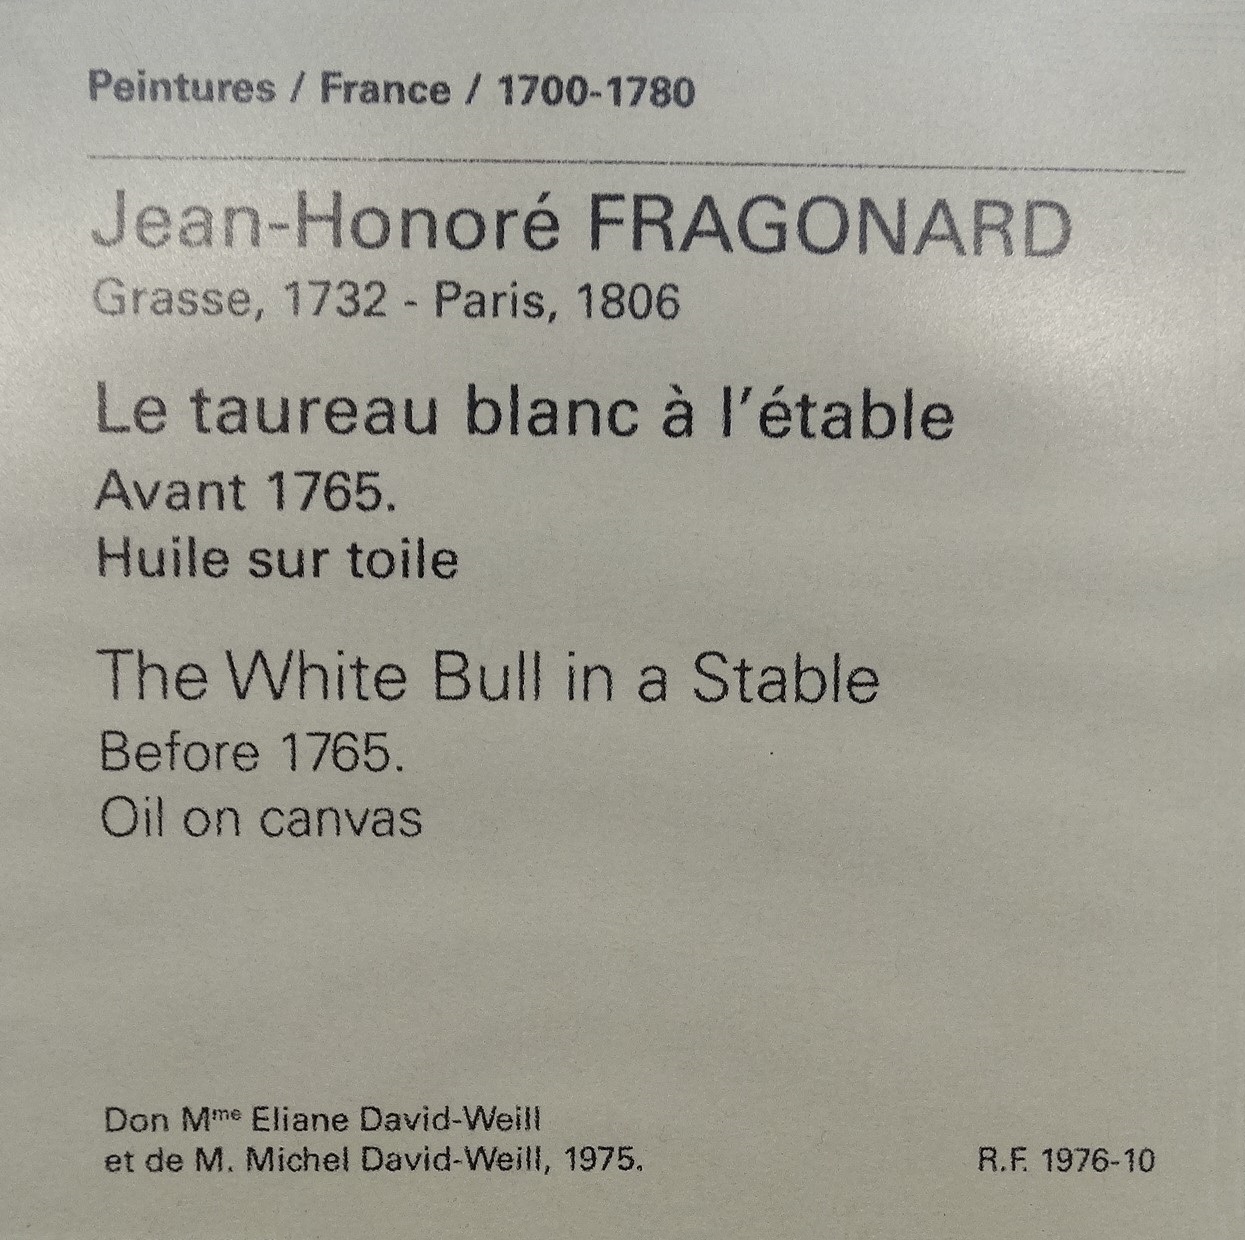 Peintures / France / 1700-1780
Jean-Honoré FRAGONARD
Grasse, 1732 - Paris, 1806
Le taureau blanc à l'étable
Avant 1765.
Huile sur toile
The White Bull in a Stable
Before 1765.
Oil on canvas
Don Mme Eliane David-Weill
et de M. Michel David-Weill, 1975.
R.F. 1976-10